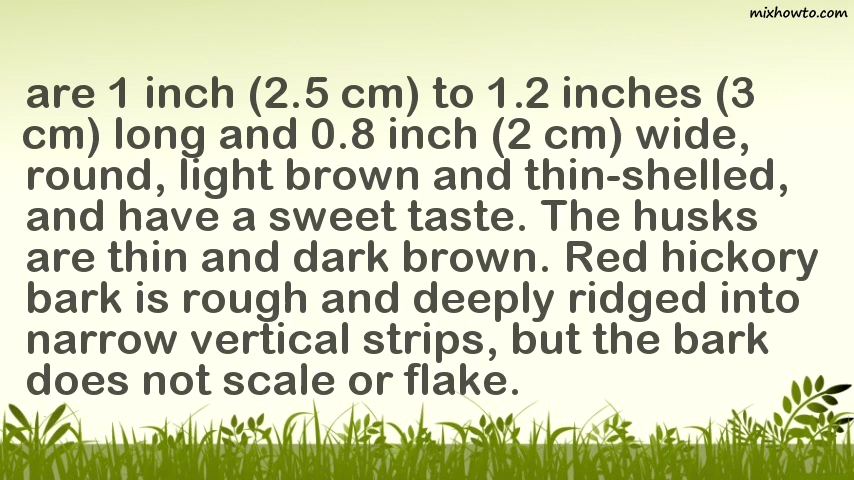 mixhowto.com
are 1 inch (2.5 cm) to 1.2 inches (3
cm) long and 0.8 inch (2 cm) wide,
round, light brown and thin-shelled,
and have a sweet taste. The husks
are thin and dark brown. Red hickory
bark is rough and deeply ridged into
narrow vertical strips, but the bark
does not scale or flake.